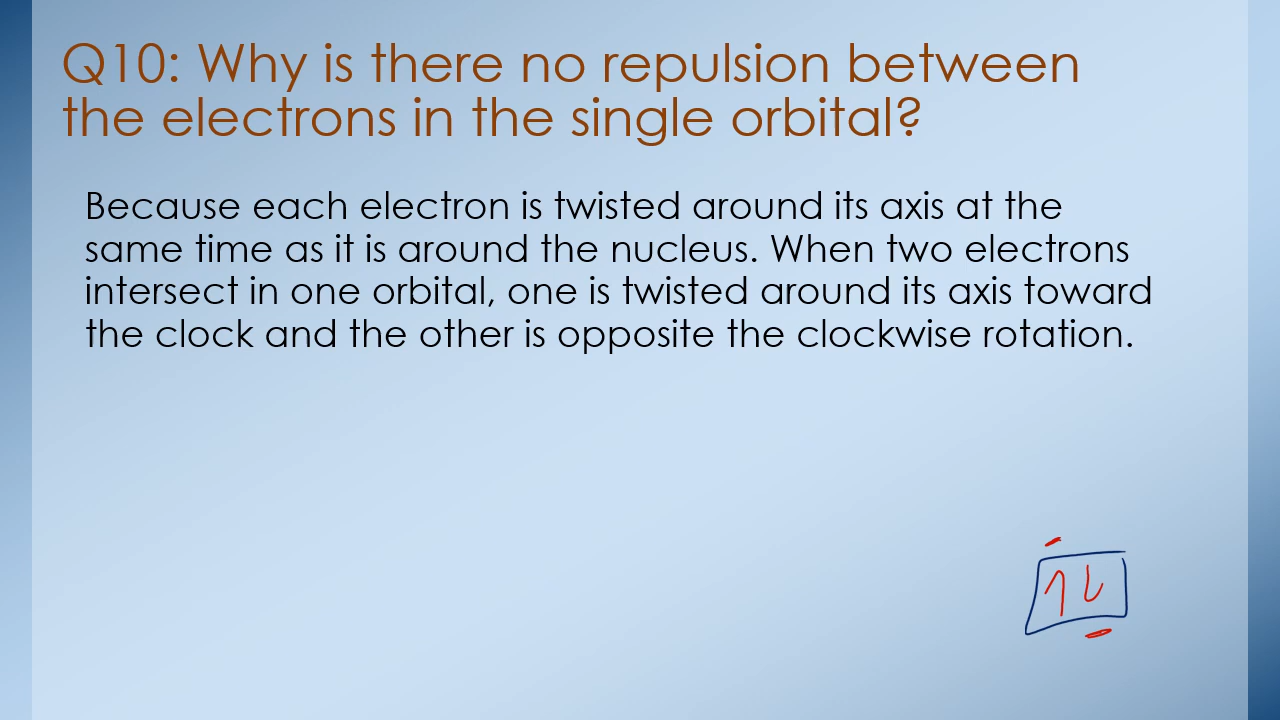 Q10: Why is there no repulsion between
the electrons in the single orbital?
Because each electron is twisted around its axis at the
same time as it is around the nucleus. When two electrons
intersect in one orbital, one is twisted around its axis toward
the clock and the other is opposite the clockwise rotation.